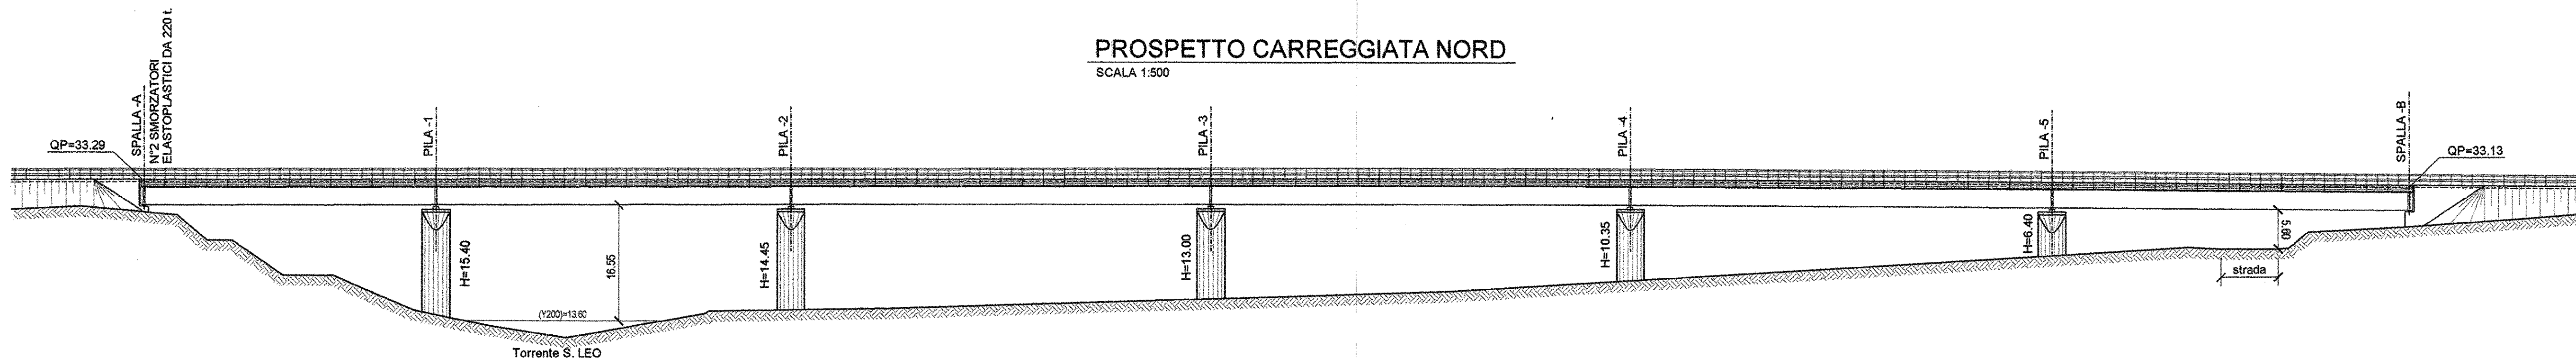 PROSPETTO CARREGGIATA NORD
SCALA 1:500
SPALLA -A
N°2 SMORZATORI
ELASTOPLASTICI DA 220 t.
PILA -1
PILA -2
PILA -3
PILA -4
PILA -5
SPALLA -B
QP=33.29
QP=33.13
H=15.40
16.55
H=14.45
H=13.00
H=10.35
H=6.40
5.60
strada
(Y200)=13.60
Torrente S. LEO